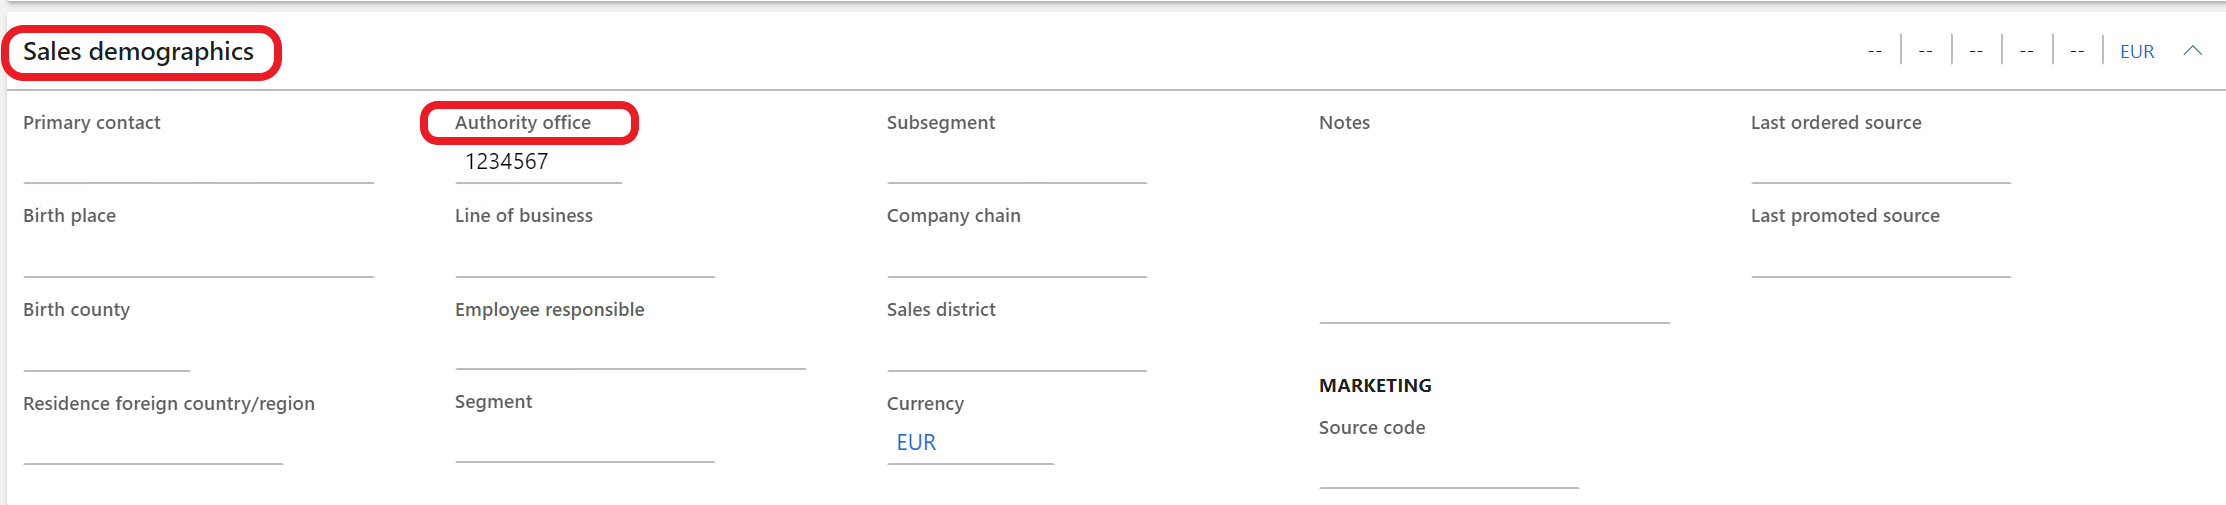 Sales demographics
-- -- -- -- -- EUR
Primary contact
Authority office
1234567
Subsegment
Notes
Last ordered source
Birth place
Line of business
Company chain
Last promoted source
Birth county
Employee responsible
Sales district
MARKETING
Residence foreign country/region
Segment
Currency
EUR
Source code